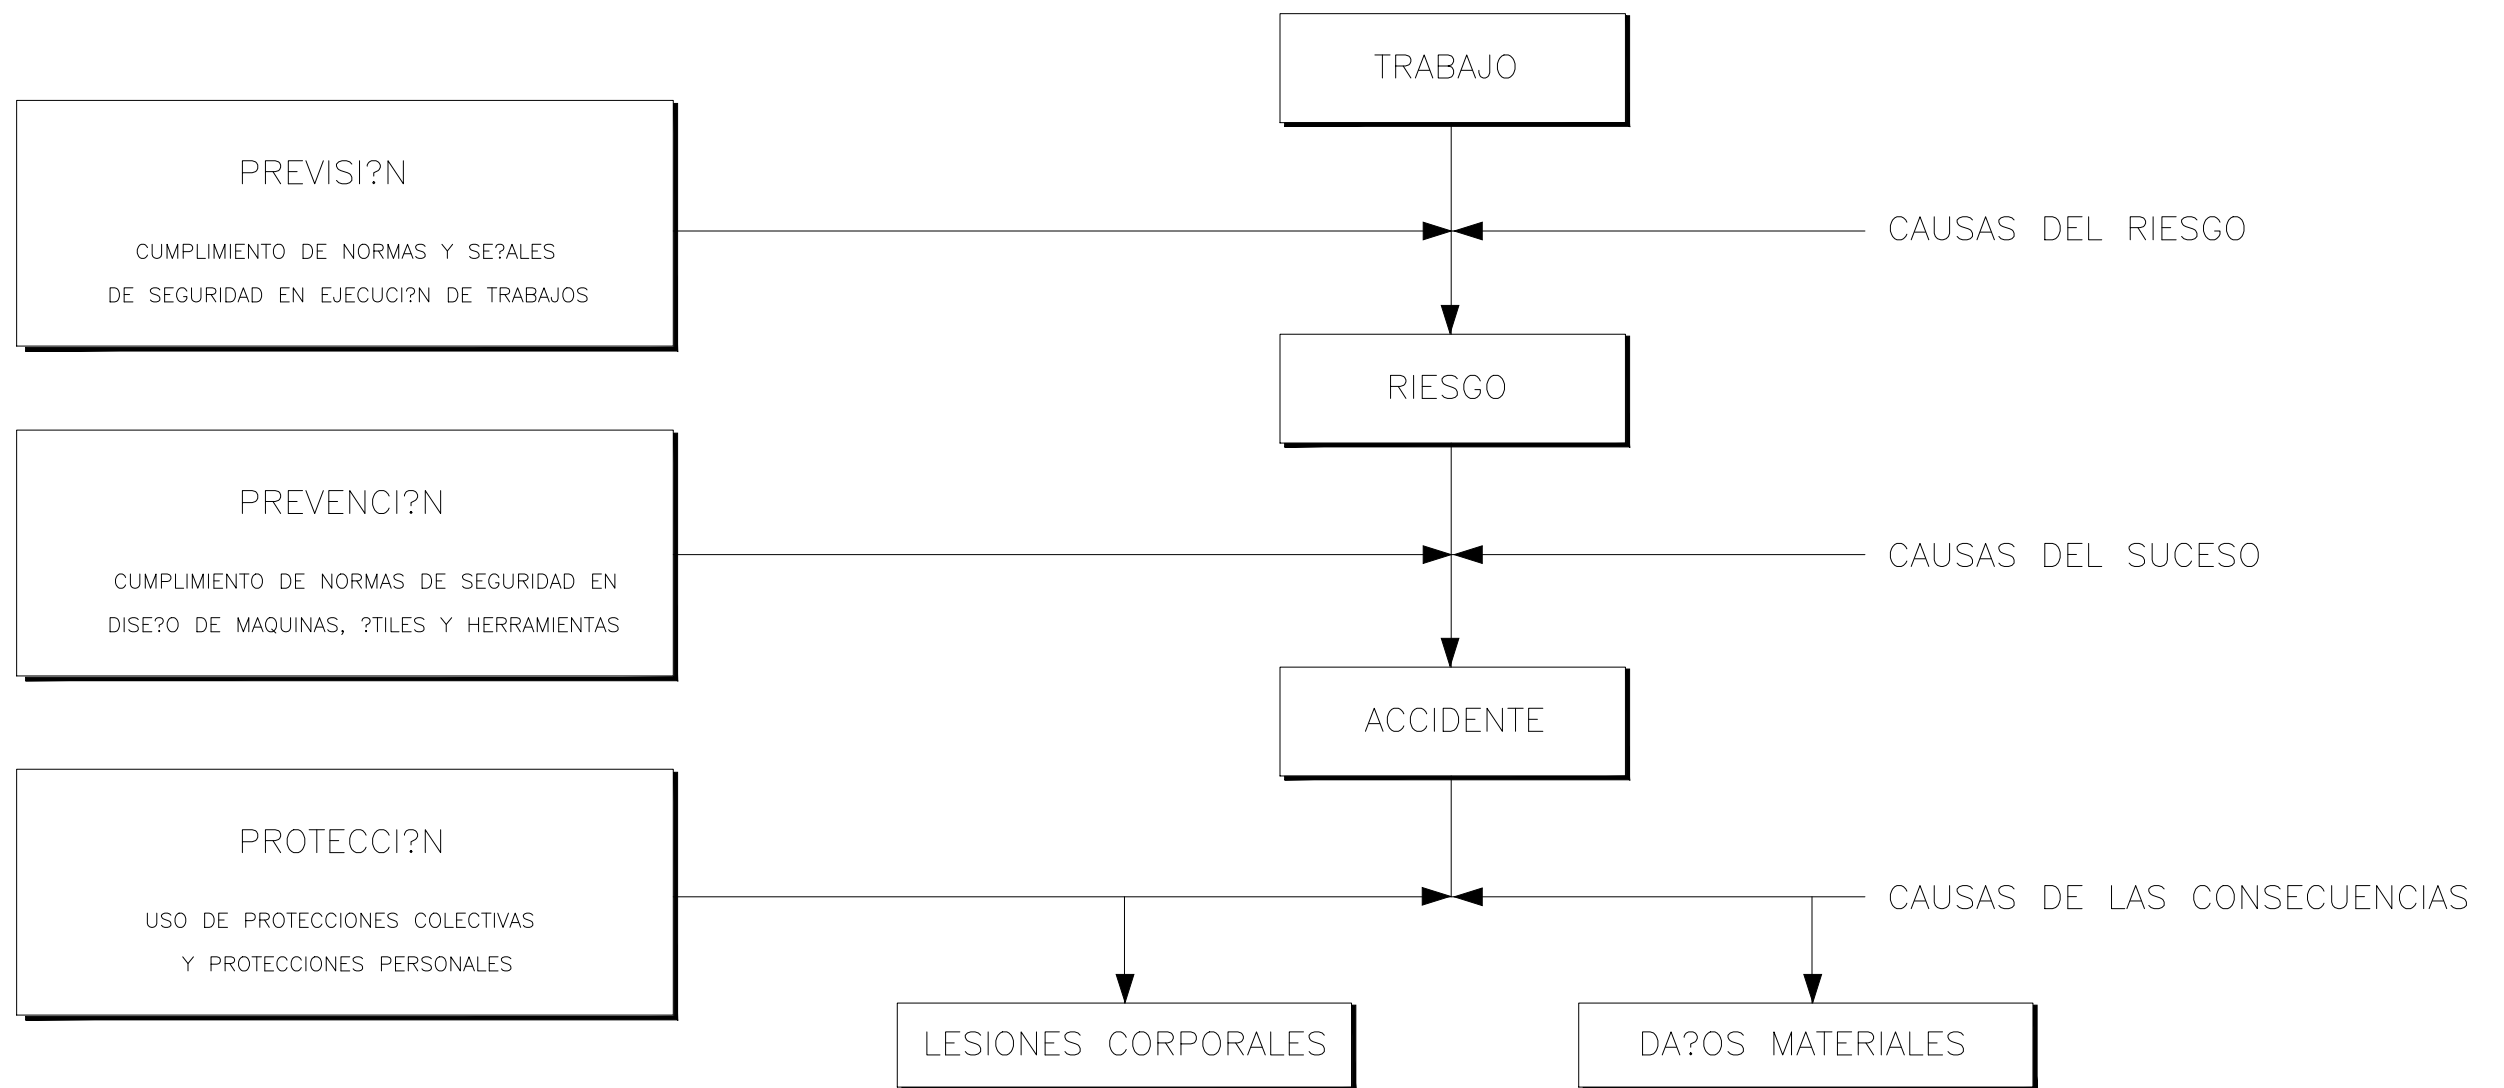 TRABAJO
PREVISI?N
CUMPLIMIENTO DE NORMAS Y SE?ALES
DE SEGURIDAD EN EJECUCI?N DE TRABAJOS
CAUSAS DEL RIESGO
RIESGO
PREVENCI?N
CUMPLIMIENTO DE NORMAS DE SEGURIDAD EN
DISE?O DE MAQUINAS, ?TILES Y HERRAMIENTAS
CAUSAS DEL SUCESO
ACCIDENTE
PROTECCI?N
USO DE PROTECCIONES COLECTIVAS
Y PROTECCIONES PERSONALES
CAUSAS DE LAS CONSECUENCIAS
LESIONES CORPORALES
DA?OS MATERIALES